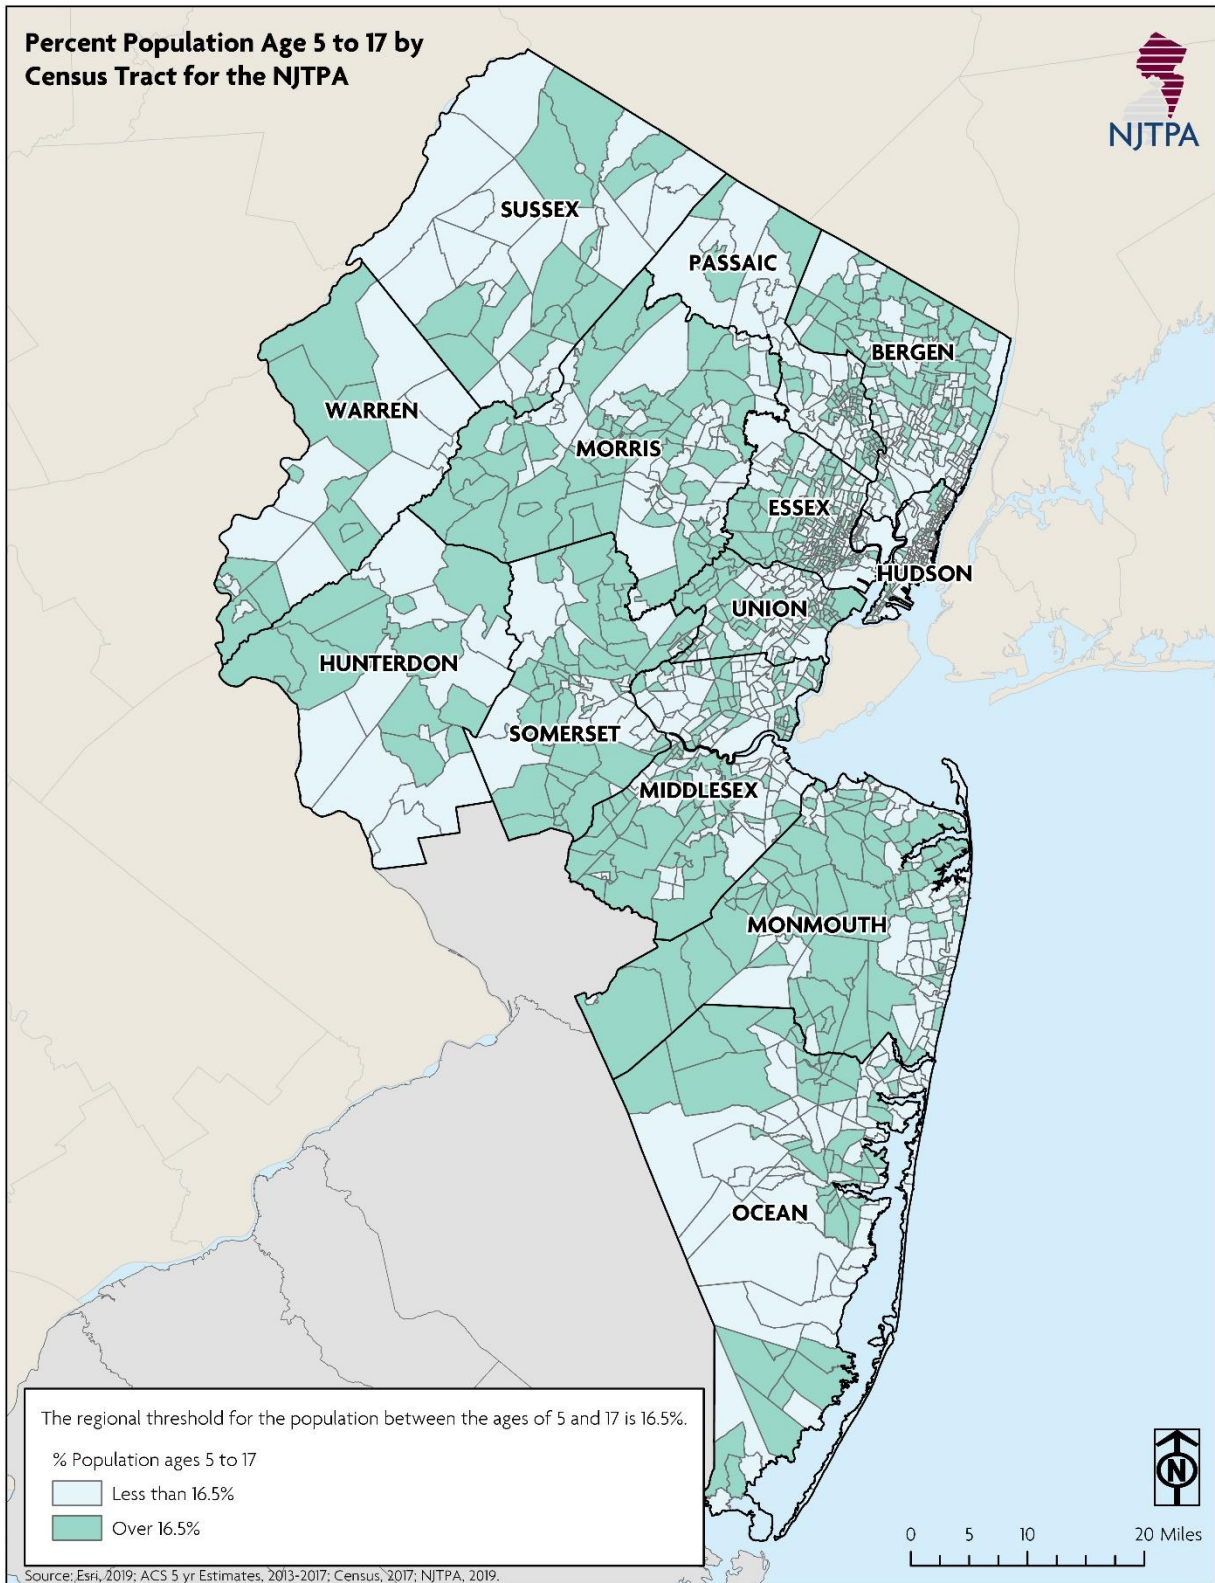 Percent Population Age 5 to 17 by
Census Tract for the NJTPA
NJTPA
SUSSEX
PASSAIC
BERGEN
WARREN
MORRIS
ESSEX
HUDSON
UNION
HUNTERDON
SOMERSET
MIDDLESEX
MONMOUTH
OCEAN
The regional threshold for the population between the ages of 5 and 17 is 16.5%.
% Population ages 5 to 17
Less than 16.5%
Over 16.5%
N
0 5 10 20 Miles
Source: Esri, 2019; ACS 5 yr Estimates, 2013-2017; Census, 2017; NJTPA, 2019.